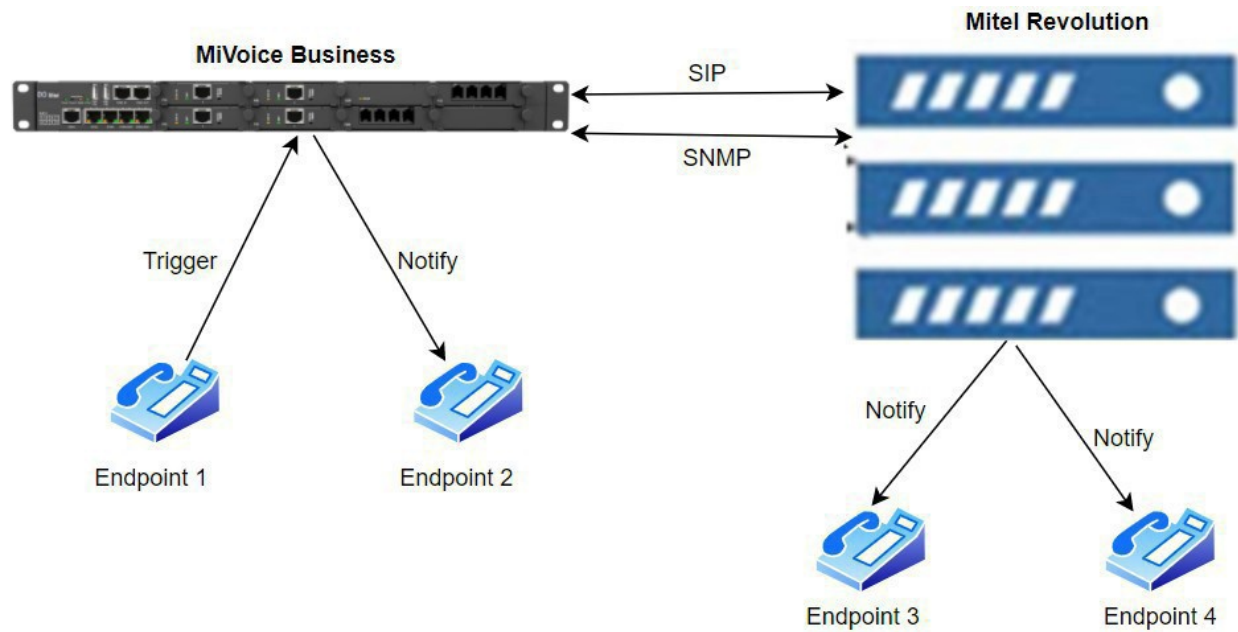 Mitel Revolution
MiVoice Business
SIP
SNMP
Trigger
Notify
Notify
Notify
Endpoint 1
Endpoint 2
Endpoint 3
Endpoint 4